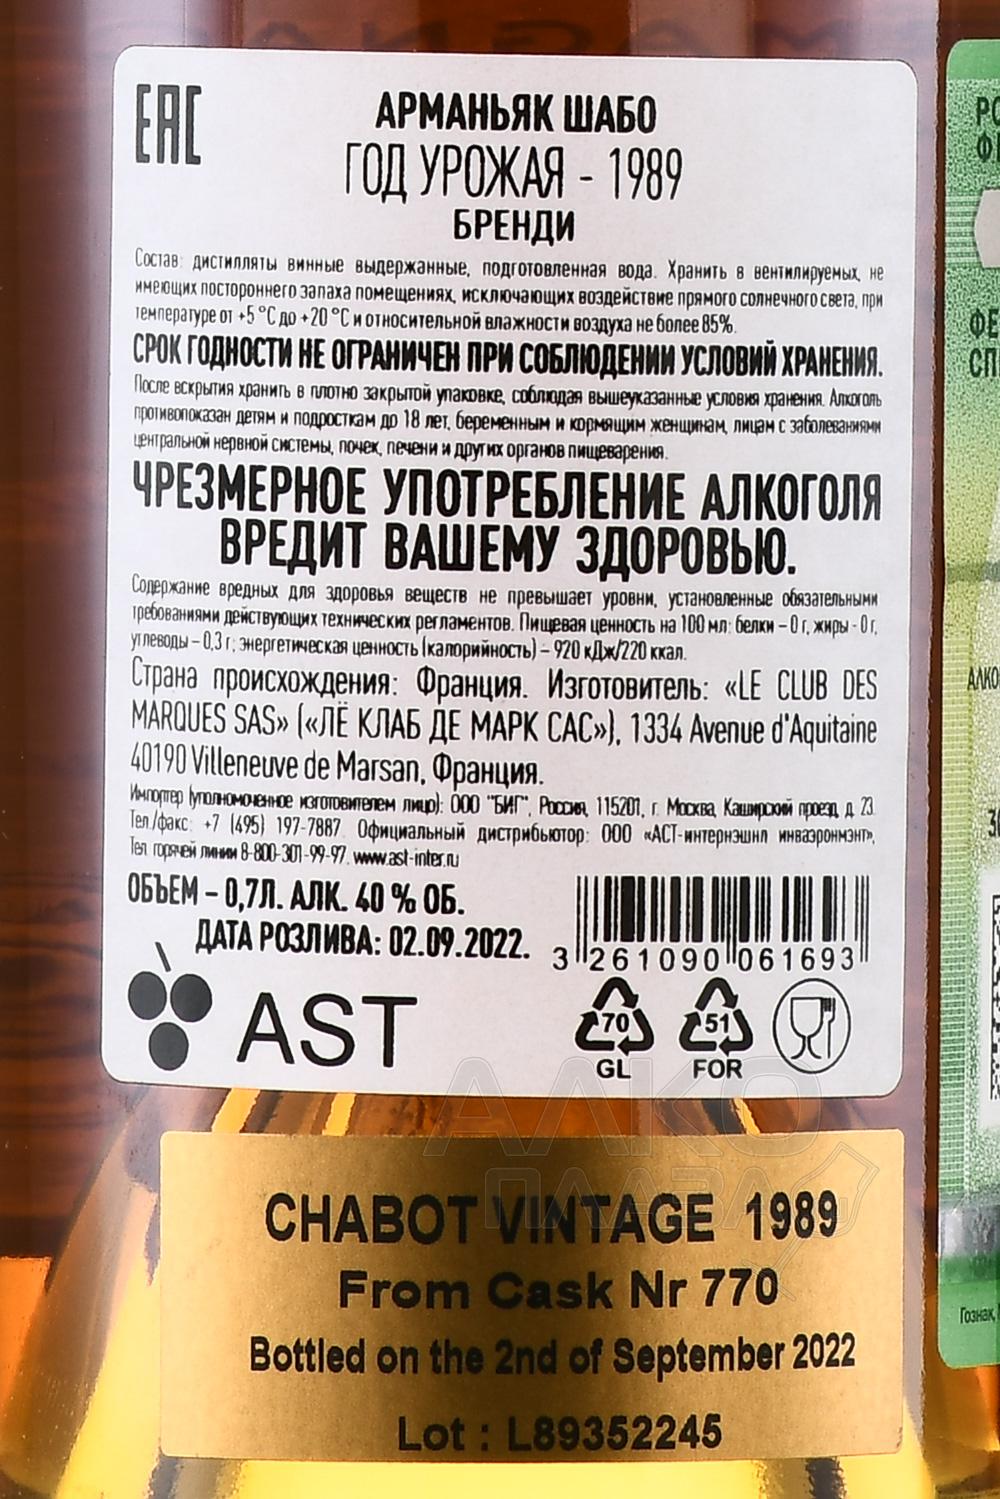 EAC
АРМАНЬЯК ШАБО
ГОД УРОЖАЯ - 1989
БРЕНДИ
Состав: дистилляты винные выдержанные, подготовленная вода. Хранить в вентилируемых, не
имеющих постороннего запаха помещениях, исключающих воздействие прямого солнечного света, при
температуре от +5 °С до +20 °С и относительной влажности воздуха не более 85%.
СРОК ГОДНОСТИ НЕ ОГРАНИЧЕН ПРИ СОБЛЮДЕНИИ УСЛОВИЙ ХРАНЕНИЯ.
После вскрытия хранить в плотно закрытой упаковке, соблюдая вышеуказанные условия хранения. Алкоголь
противопоказан детям и подросткам до 18 лет, беременным и кормящим женщинам, лицам с заболеваниями
центральной нервной системы, почек, печени и других органов пищеварения.
ЧРЕЗМЕРНОЕ УПОТРЕБЛЕНИЕ АЛКОГОЛЯ
ВРЕДИТ ВАШЕМУ ЗДОРОВЬЮ.
Содержание вредных для здоровья веществ не превышает уровни, установленные обязательными
требованиями действующих технических регламентов. Пищевая ценность на 100 мл: белки – 0 г, жиры - 0 г,
углеводы – 0,3 г; энергетическая ценность (калорийность) – 920 кДж/220 ккал.
Страна происхождения: Франция. Изготовитель: «LE CLUB DES
MARQUES SAS» («ЛЁ КЛАБ ДЕ МАРК САС»), 1334 Avenue d'Aquitaine
40190 Villeneuve de Marsan, Франция.
Импортер (уполномоченное изготовителем лицо): ООО "БИГ", Россия, 115201, г. Москва, Каширский проезд, д. 23.
Тел./факс: +7 (495) 197-7887. Официальный дистрибьютор: ООО «АСТ-интернэшнл инваэронмэнт»,
Тел. горячей линии 8-800-301-99-97. www.ast-inter.ru
ОБЪЕМ – 0,7Л. АЛК. 40 % ОБ.
ДАТА РОЗЛИВА: 02.09.2022.
3 261090 061693
AST
70
GL
51
FOR
АЛКО
ПЛАЗА
CHABOT VINTAGE 1989
From Cask Nr 770
Bottled on the 2nd of September 2022
Lot : L89352245
Гознак,